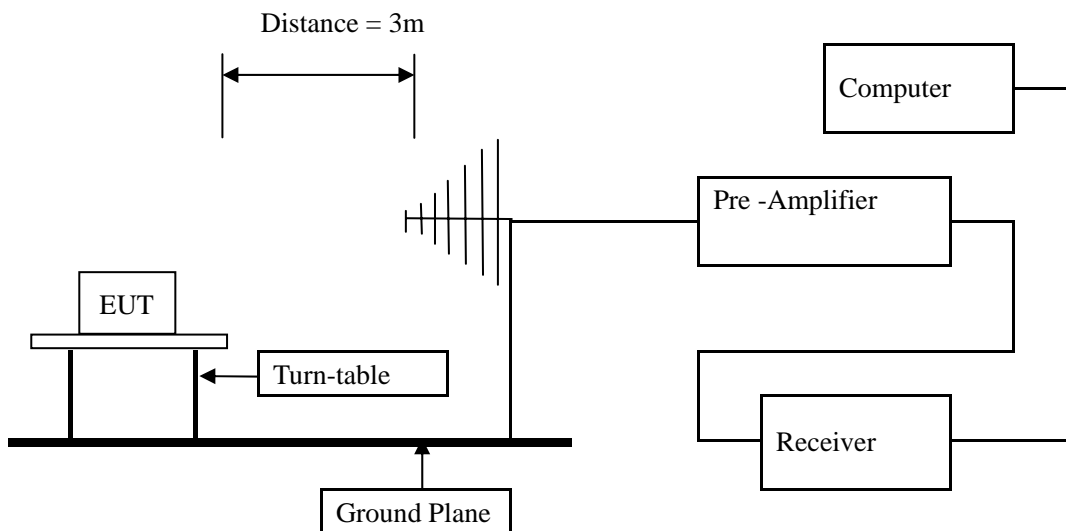 Distance = 3m
Computer
Pre -Amplifier
EUT
Turn-table
Receiver
Ground Plane